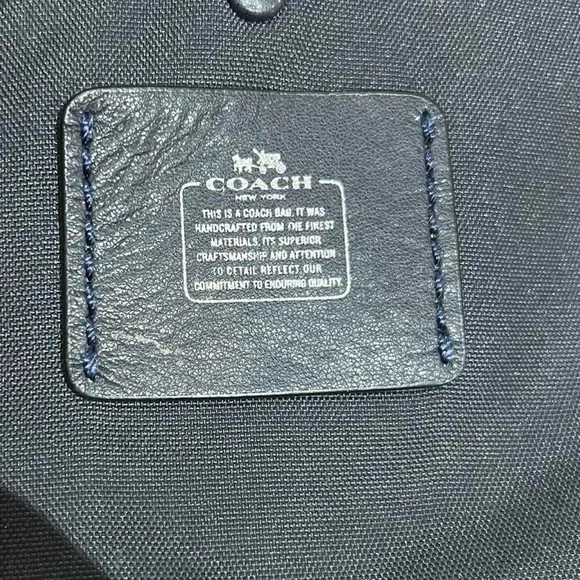 COACH
NEW YORK
THIS IS A COACH BAG. IT WAS
HANDCRAFTED FROM THE FINEST
MATERIALS. ITS SUPERIOR
CRAFTSMANSHIP AND ATTENTION
TO DETAIL REFLECT OUR
COMMITMENT TO ENDURING QUALITY.